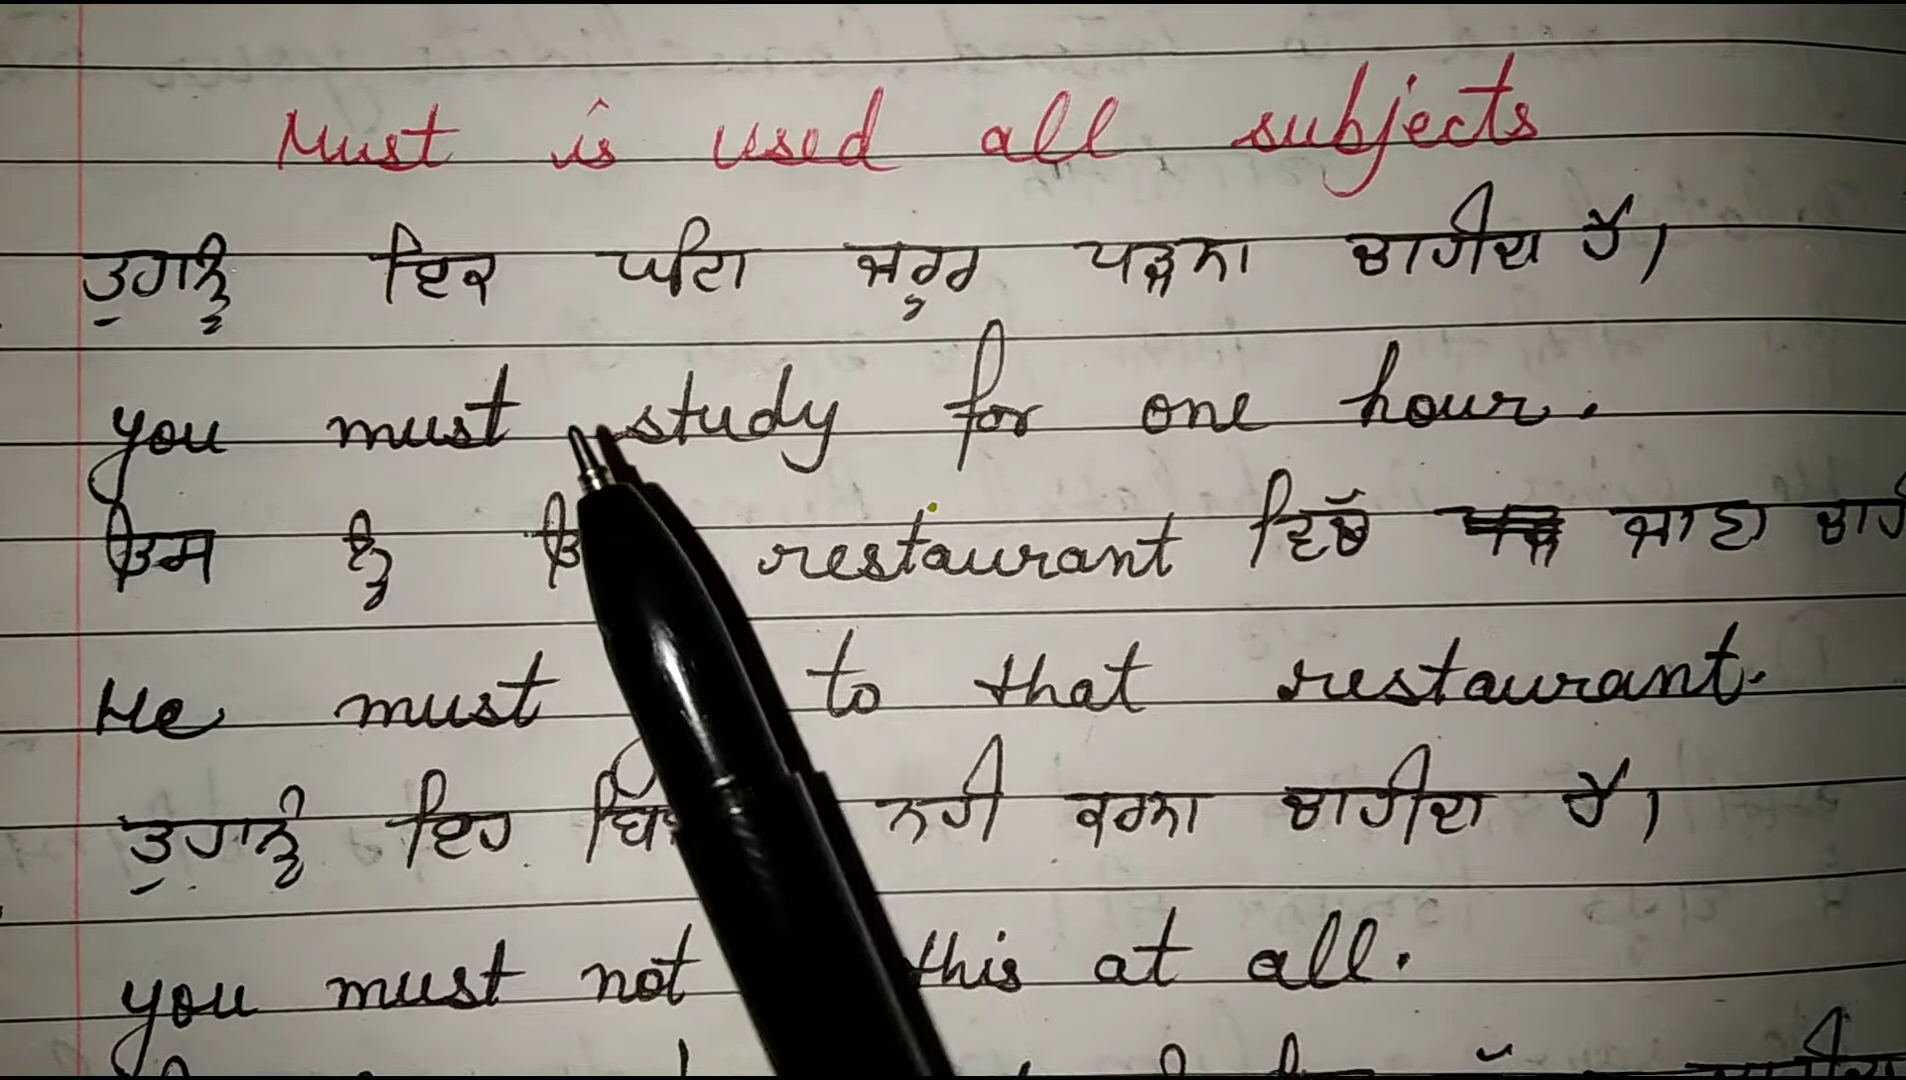 Must is used all subjects
ਤੁਹਾਨੂੰ ਇਕ ਘੰਟਾ ਜਰੂਰ ਪੜ੍ਹਨਾ ਚਾਹੀਦਾ ਹੈ।
you must study for one hour.
ਉਸ ਨੂੰ restaurant ਵਿੱਚ ਜਾਣਾ
He must to that restaurant.
ਤੁਹਾਨੂੰ ਇਹ ਨਹੀ ਕਰਨਾ ਚਾਹੀਦਾ ਹੈ।
you must not this at all.